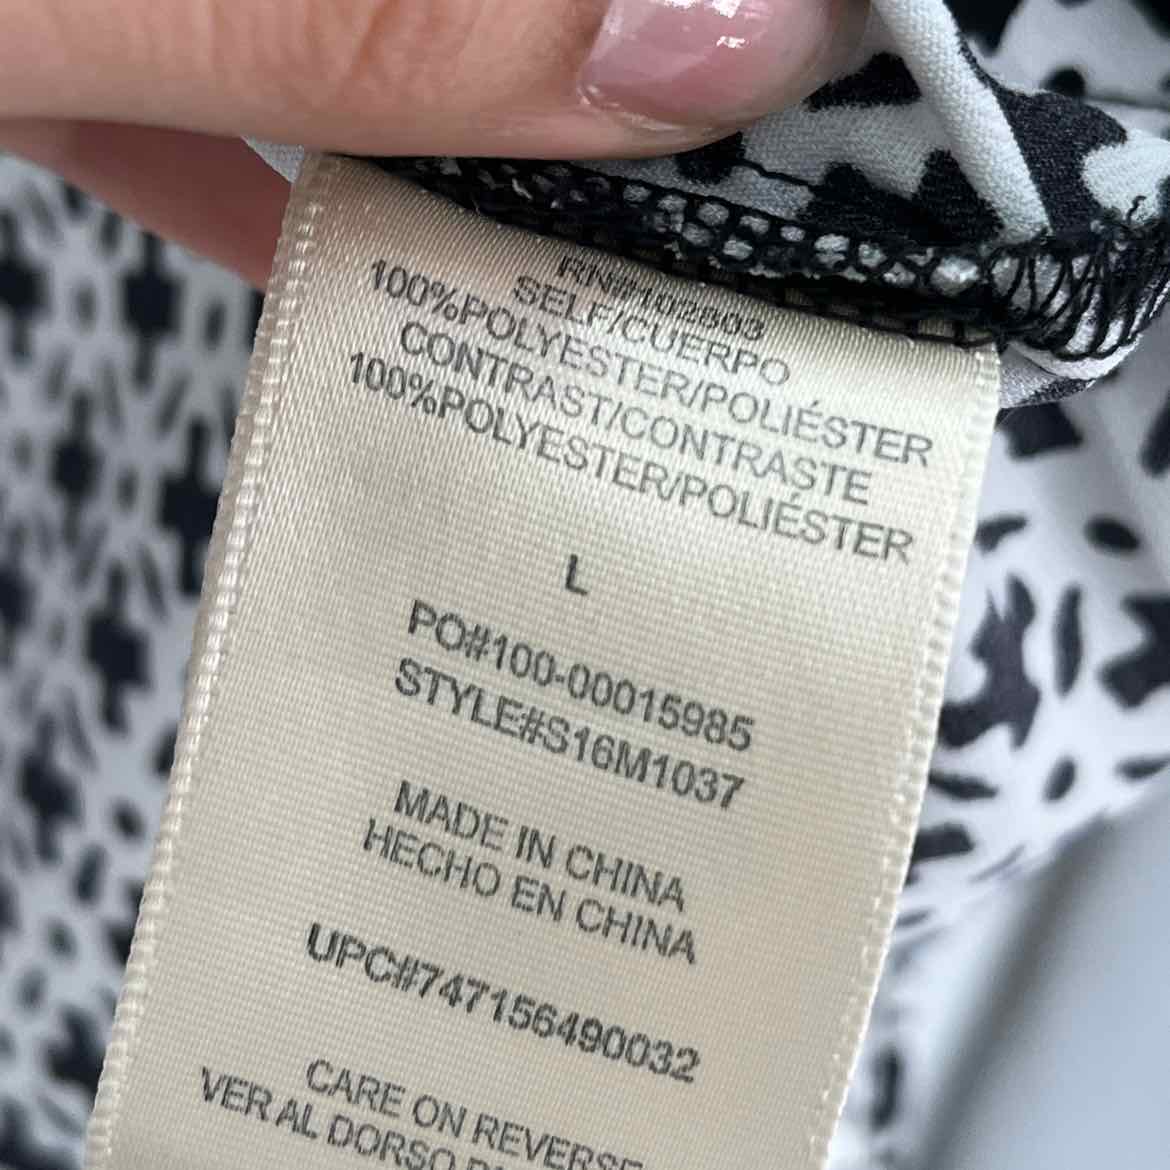 RN#102803
SELF/CUERPO
100%POLYESTER/POLIÉSTER
CONTRAST/CONTRASTE
100%POLYESTER/POLIÉSTER
L
PO#100-00015985
STYLE#S16M1037
MADE IN CHINA
HECHO EN CHINA
UPC#747156490032
CARE ON REVERSE
VER AL DORSO